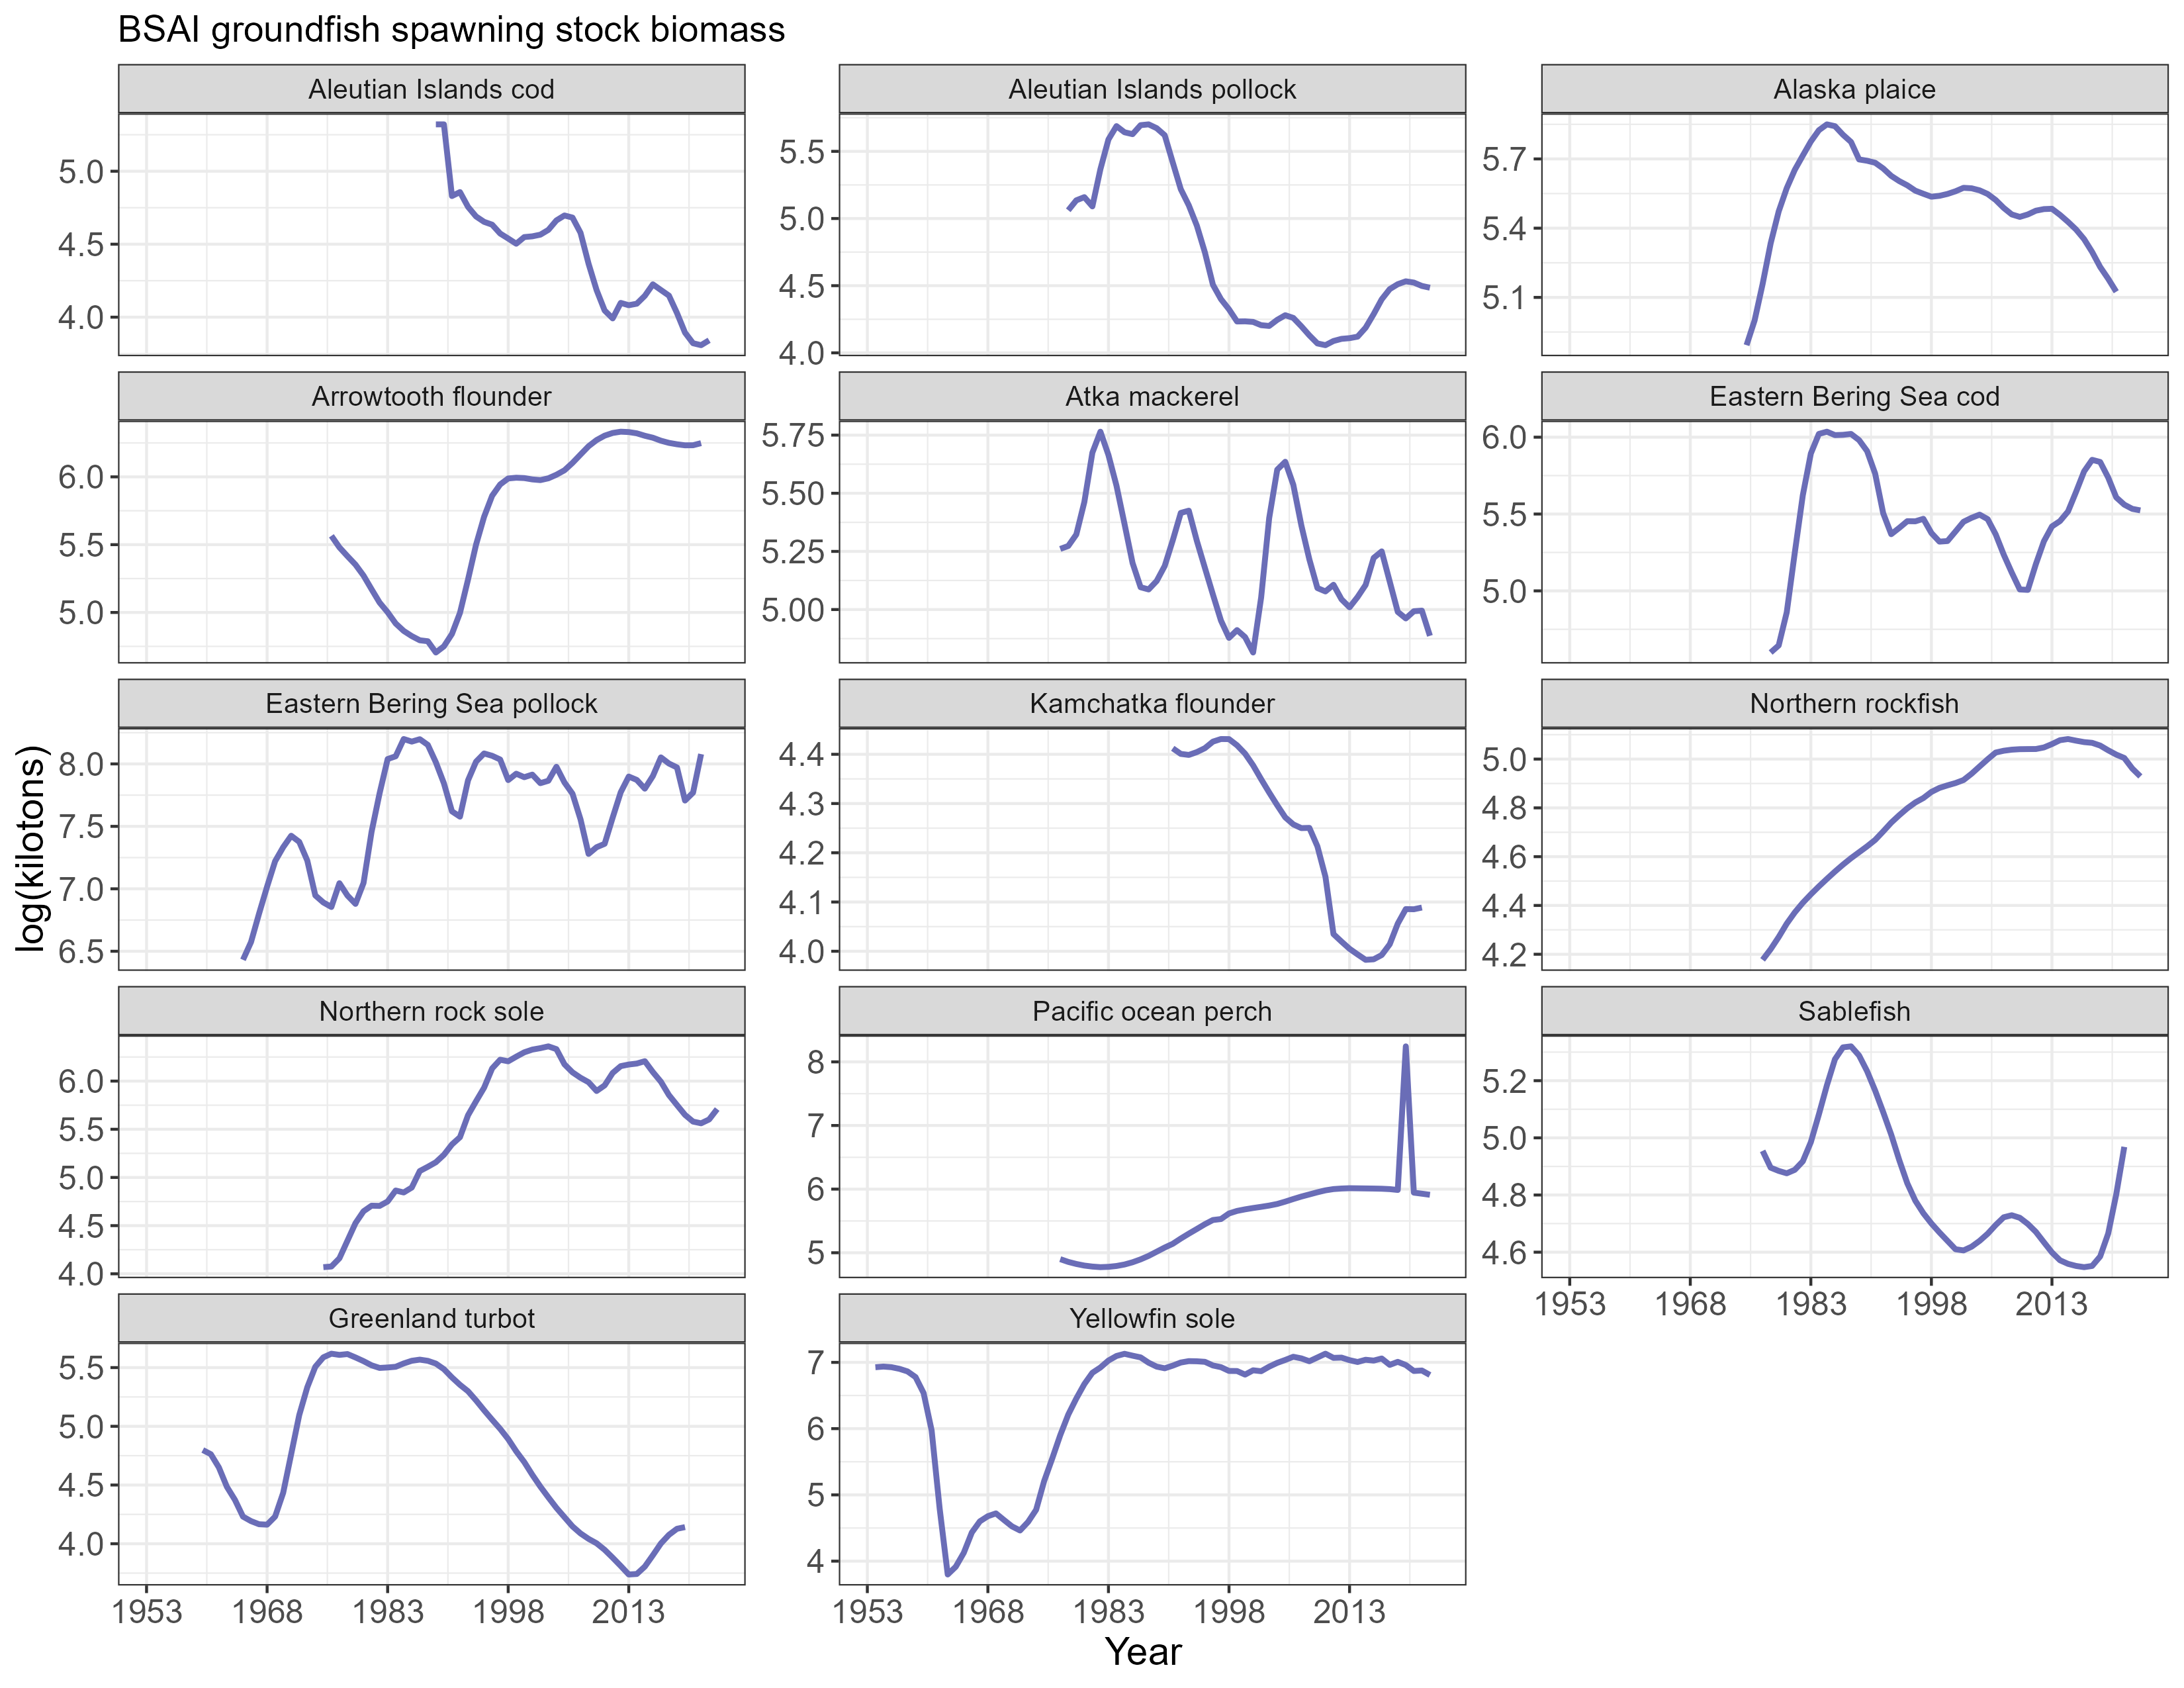 BSAI groundfish spawning stock biomass
Aleutian Islands cod
5.0
4.5
4.0
Aleutian Islands pollock
5.5
5.0
4.5
4.0
Alaska plaice
5.7
5.4
5.1
Arrowtooth flounder
6.0
5.5
5.0
Atka mackerel
5.75
5.50
5.25
5.00
Eastern Bering Sea cod
6.0
5.5
5.0
log(kilotons)
Eastern Bering Sea pollock
8.0
7.5
7.0
6.5
Kamchatka flounder
4.4
4.3
4.2
4.1
4.0
Northern rockfish
5.0
4.8
4.6
4.4
4.2
Northern rock sole
6.0
5.5
5.0
4.5
4.0
Pacific ocean perch
8
7
6
5
Sablefish
5.2
5.0
4.8
4.6
1953 1968 1983 1998 2013
Greenland turbot
5.5
5.0
4.5
4.0
1953 1968 1983 1998 2013
Yellowfin sole
7
6
5
4
1953 1968 1983 1998 2013
Year